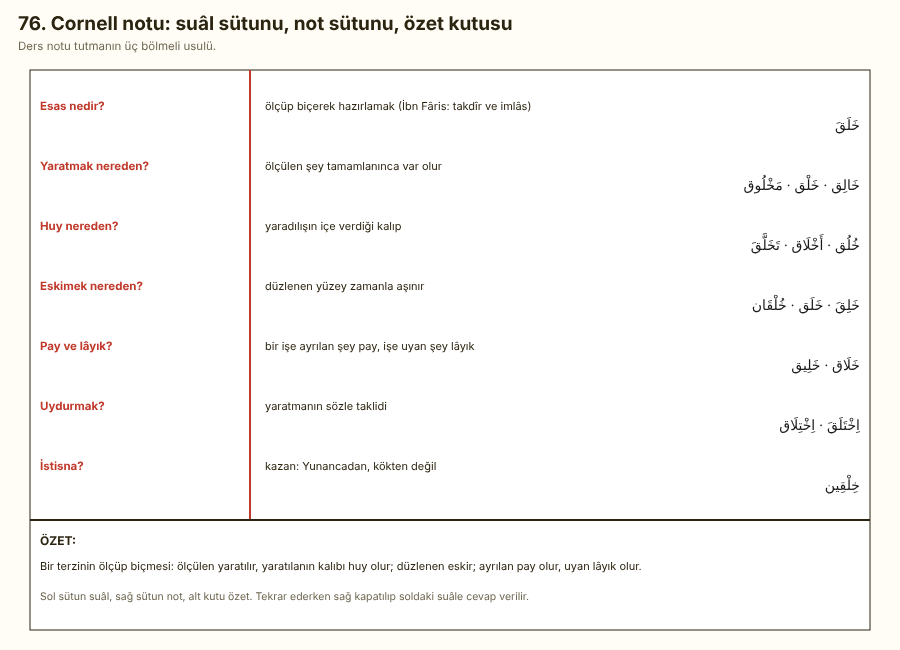 76. Cornell notu: suâl sütunu, not sütunu, özet kutusu
Ders notu tutmanın üç bölmeli usulü.
Esas nedir?
ölçüp biçerek hazırlamak (İbn Fâris: takdîr ve imlâs)
خَلَقَ
Yaratmak nereden?
ölçülen şey tamamlanınca var olur
خَالِق · خَلْق · مَخْلُوق
Huy nereden?
yaradılışın içe verdiği kalıp
خُلُق · أَخْلَاق · تَخَلَّقَ
Eskimek nereden?
düzlenen yüzey zamanla aşınır
خَلِقَ · خَلَق · خُلْقَان
Pay ve lâyık?
bir işe ayrılan şey pay, işe uyan şey lâyık
خَلَاق · خَلِيق
Uydurmak?
yaratmanın sözle taklidi
اِخْتَلَقَ · اِخْتِلَاق
İstisna?
kazan: Yunancadan, kökten değil
خِلْقِين
ÖZET:
Bir terzinin ölçüp biçmesi: ölçülen yaratılır, yaratılanın kalıbı huy olur; düzlenen eskir; ayrılan pay olur, uyan lâyık olur.
Sol sütun suâl, sağ sütun not, alt kutu özet. Tekrar ederken sağ kapatılıp soldaki suâle cevap verilir.